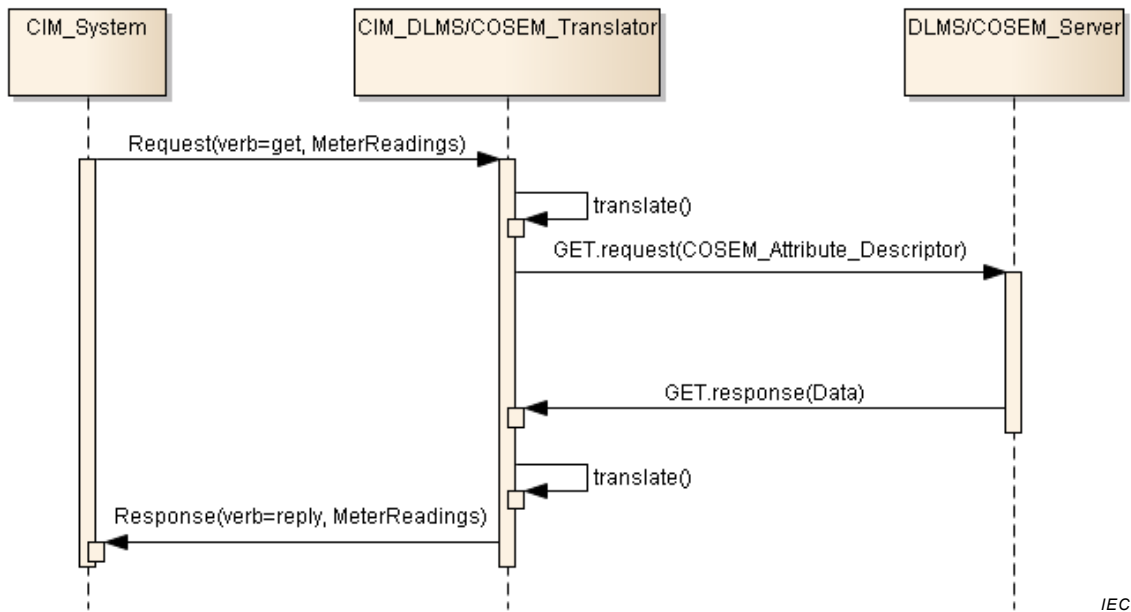 CIM_System
CIM_DLMS/COSEM_Translator
DLMS/COSEM_Server
Request(verb=get, MeterReadings)
translate()
GET.request(COSEM_Attribute_Descriptor)
GET.response(Data)
translate()
Response(verb=reply, MeterReadings)
IEC